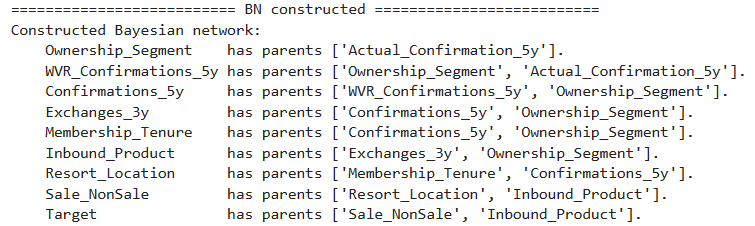 ========================== BN constructed ==========================
Constructed Bayesian network:
    Ownership_Segment    has parents ['Actual_Confirmation_5y'].
    WVR_Confirmations_5y has parents ['Ownership_Segment', 'Actual_Confirmation_5y'].
    Confirmations_5y     has parents ['WVR_Confirmations_5y', 'Ownership_Segment'].
    Exchanges_3y         has parents ['Confirmations_5y', 'Ownership_Segment'].
    Membership_Tenure    has parents ['Confirmations_5y', 'Ownership_Segment'].
    Inbound_Product      has parents ['Exchanges_3y', 'Ownership_Segment'].
    Resort_Location      has parents ['Membership_Tenure', 'Confirmations_5y'].
    Sale_NonSale         has parents ['Resort_Location', 'Inbound_Product'].
    Target               has parents ['Sale_NonSale', 'Inbound_Product'].